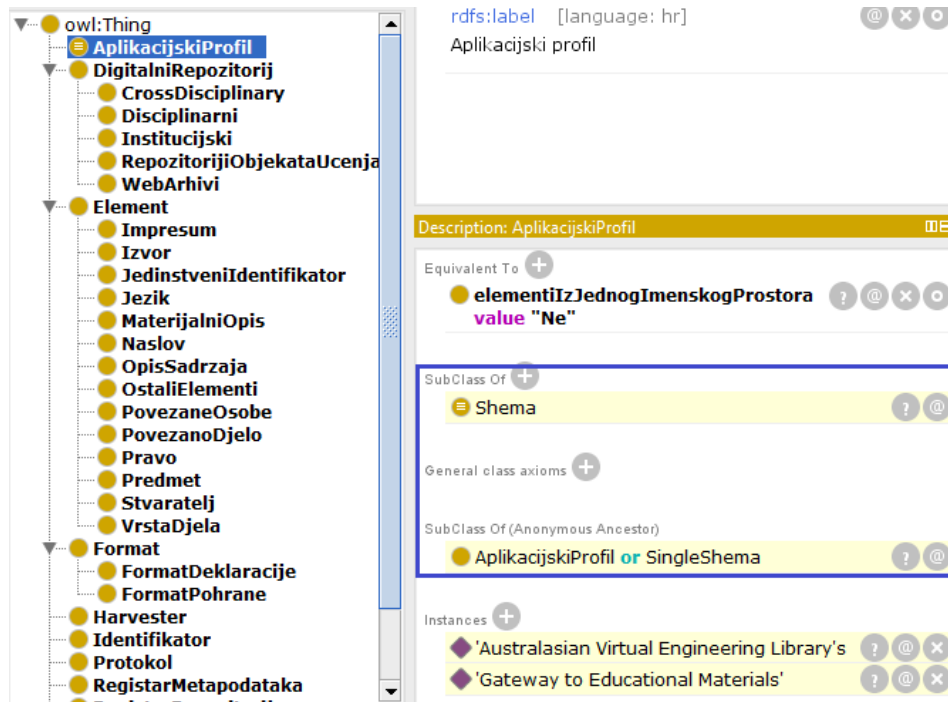 owl:Thing
AplikacijskiProfil
DigitalniRepozitorij
CrossDisciplinary
Disciplinarni
Institucijski
RepozitorijiObjekataUcenja
WebArhivi
Element
Impresum
Izvor
JedinstveniIdentifikator
Jezik
MaterijalniOpis
Naslov
OpisSadrzaja
OstaliElementi
PovezaneOsobe
PovezanoDjelo
Pravo
Predmet
Stvaratelj
VrstaDjela
Format
FormatDeklaracije
FormatPohrane
Harvester
Identifikator
Protokol
RegistarMetapodataka
rdfs:label [language: hr]
Aplikacijski profil
Description: AplikacijskiProfil
Equivalent To
elementiIzJednogImenskogProstora
value "Ne"
SubClass Of
Shema
General class axioms
SubClass Of (Anonymous Ancestor)
AplikacijskiProfil or SingleShema
Instances
'Australasian Virtual Engineering Library's
'Gateway to Educational Materials'